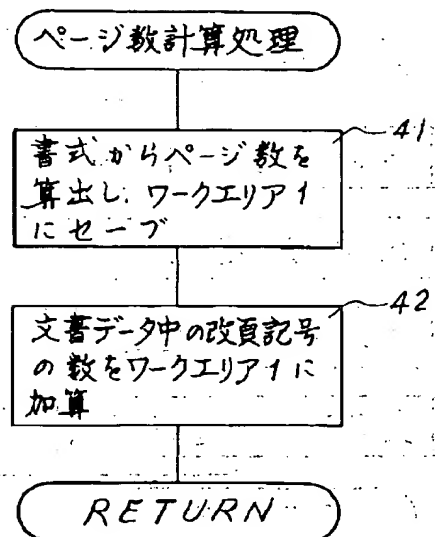 ページ数計算処理
41
書式からページ数を
算出し、ワークエリア1
にセーブ
42
文書データ中の改頁記号
の数をワークエリア1に
加算
RETURN